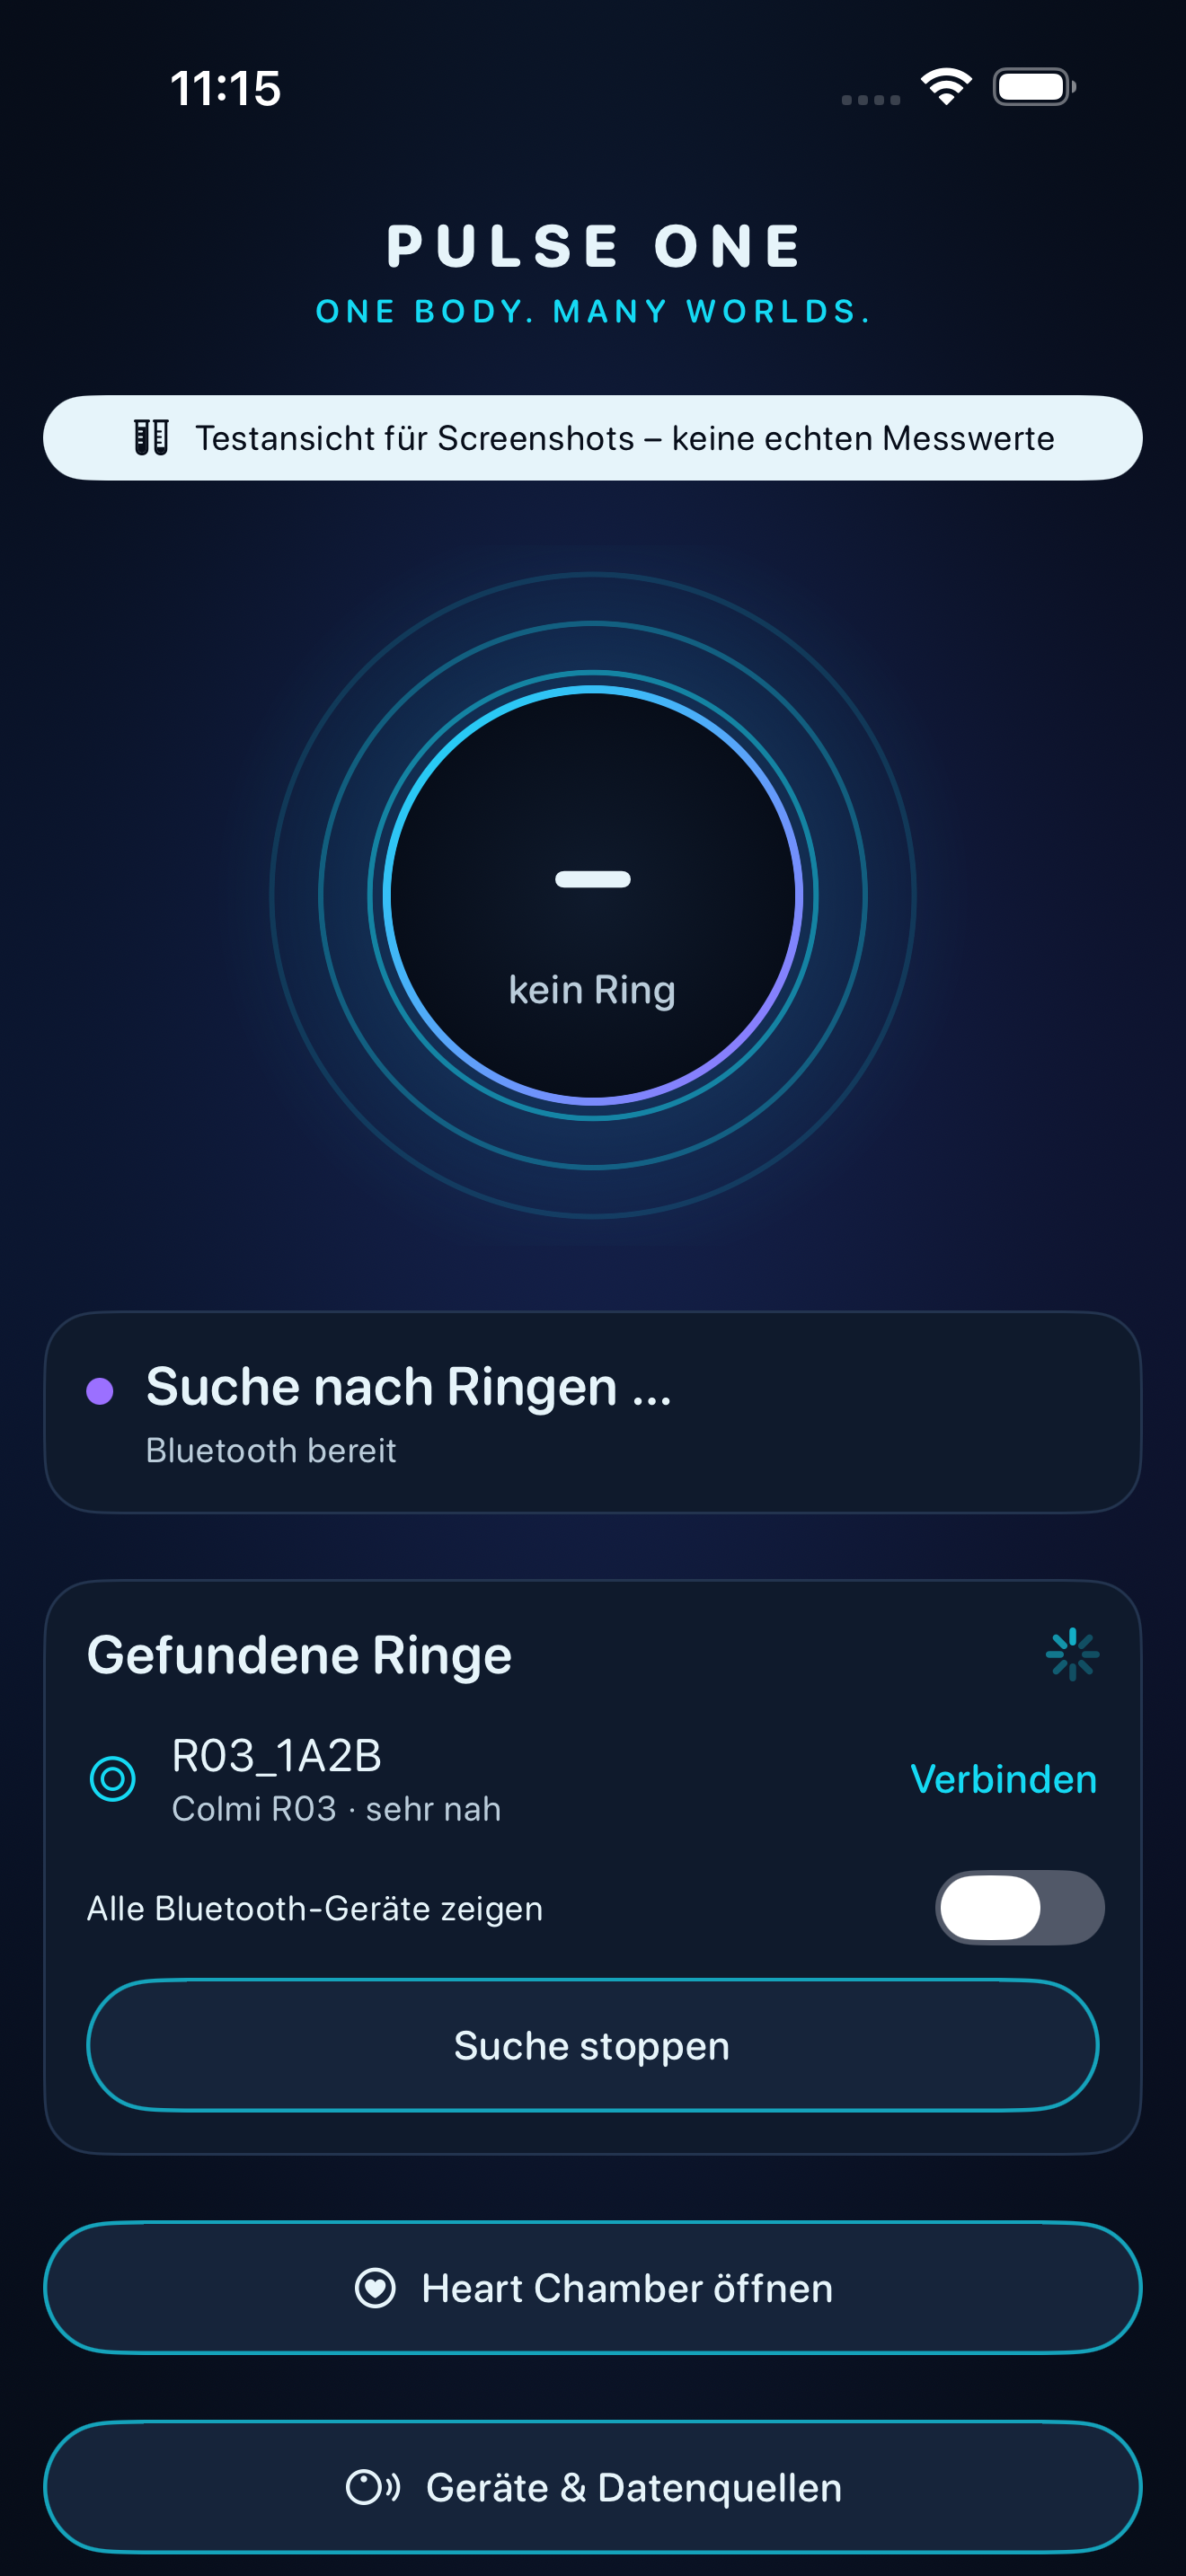 11:15
PULSE ONE
ONE BODY. MANY WORLDS.
Testansicht für Screenshots – keine echten Messwerte
–
kein Ring
Suche nach Ringen ...
Bluetooth bereit
Gefundene Ringe
R03_1A2B
Colmi R03 · sehr nah
Verbinden
Alle Bluetooth-Geräte zeigen
Suche stoppen
Heart Chamber öffnen
Geräte & Datenquellen